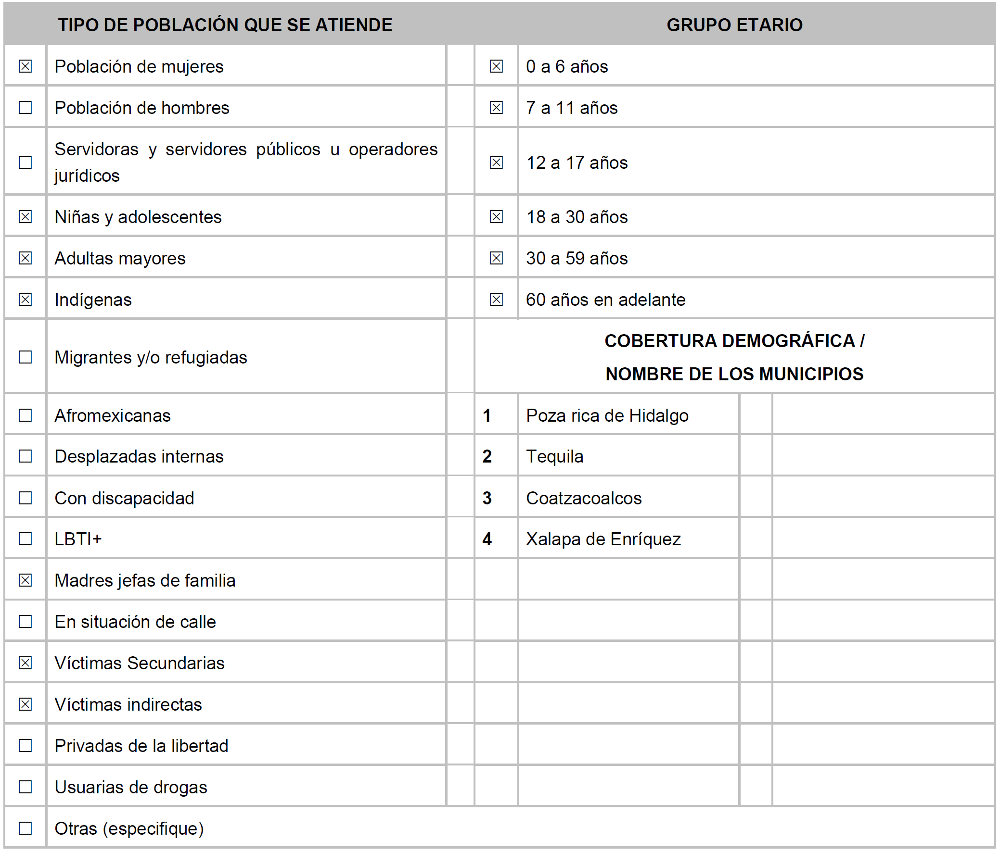 TIPO DE POBLACIÓN QUE SE ATIENDE GRUPO ETARIO
☒ Población de mujeres ☒ 0 a 6 años
☐ Población de hombres ☒ 7 a 11 años
☐ Servidoras y servidores públicos u operadores
jurídicos ☒ 12 a 17 años
☒ Niñas y adolescentes ☒ 18 a 30 años
☒ Adultas mayores ☒ 30 a 59 años
☒ Indígenas ☒ 60 años en adelante
☐ Migrantes y/o refugiadas
COBERTURA DEMOGRÁFICA /
NOMBRE DE LOS MUNICIPIOS
☐ Afromexicanas 1 Poza rica de Hidalgo
☐ Desplazadas internas 2 Tequila
☐ Con discapacidad 3 Coatzacoalcos
☐ LBTI+ 4 Xalapa de Enríquez
☒ Madres jefas de familia
☐ En situación de calle
☒ Víctimas Secundarias
☒ Víctimas indirectas
☐ Privadas de la libertad
☐ Usuarias de drogas
☐ Otras (especifique)